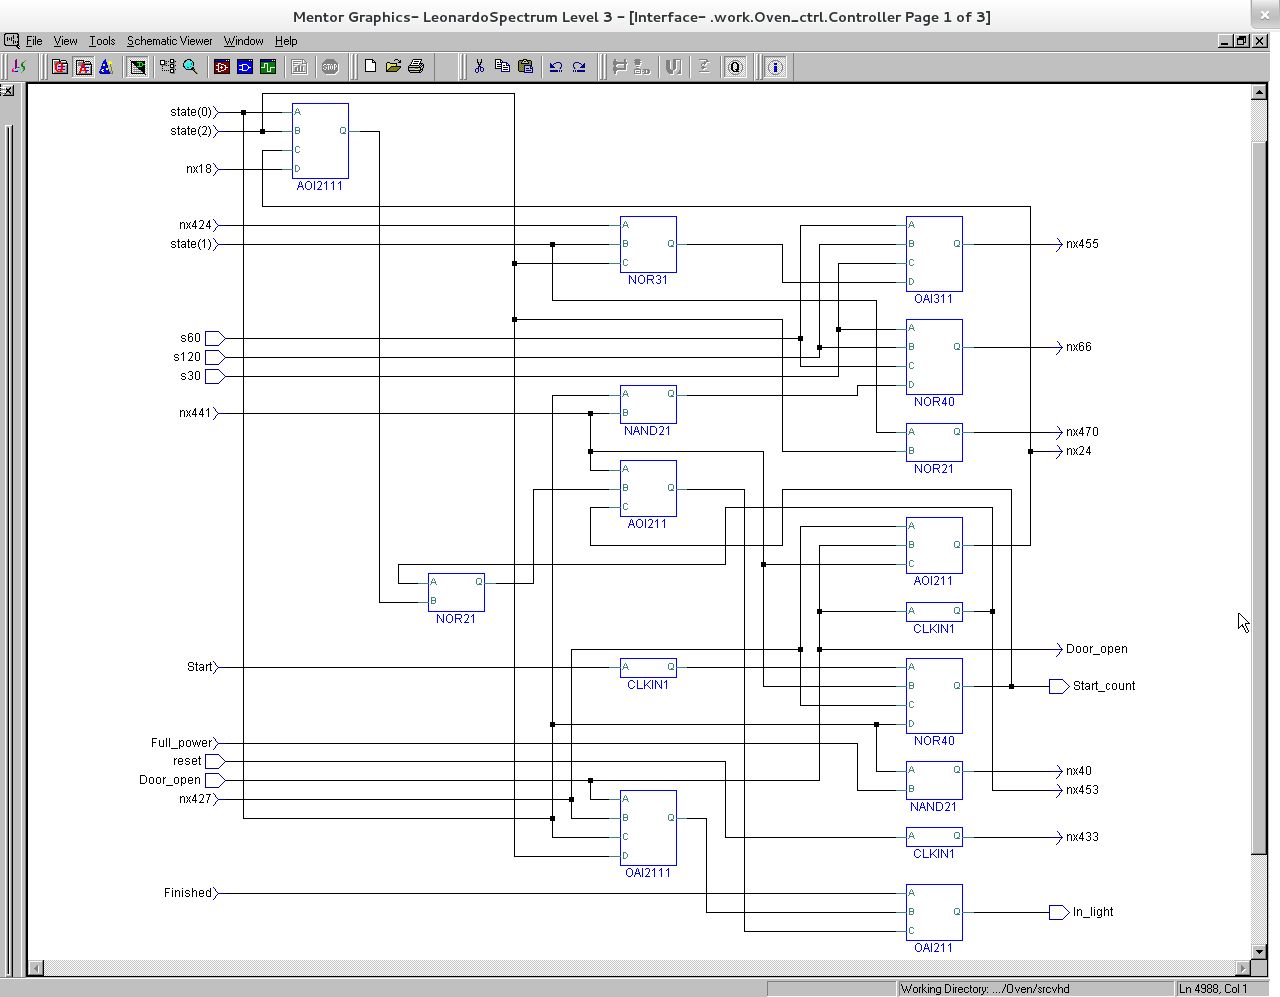 Mentor Graphics- LeonardoSpectrum Level 3 - [Interface- .work.Oven_ctrl.Controller Page 1 of 3]
File View Tools Schematic Viewer Window Help
state(0) A
state(2) B Q
C
nx18 D
AOI2111
nx424 A A
state(1) B Q B Q nx455
C C
NOR31 D
OAI311
s60 A
s120 B Q nx66
s30 C
A Q D
NOR40
nx441 B
NAND21 A Q nx470
B nx24
A NOR21
B Q
C
AOI211 A
B Q
C
A Q AOI211
B
NOR21 A Q
CLKIN1
Door_open
Start A Q A
CLKIN1 B Q Start_count
C
D
Full_power NOR40
reset A Q nx40
Door_open B nx453
nx427 A NAND21
B Q
C A Q nx433
D CLKIN1
OAI2111
Finished A
B Q In_light
C
OAI211
Working Directory: .../Oven/srcvhd Ln 4988, Col 1